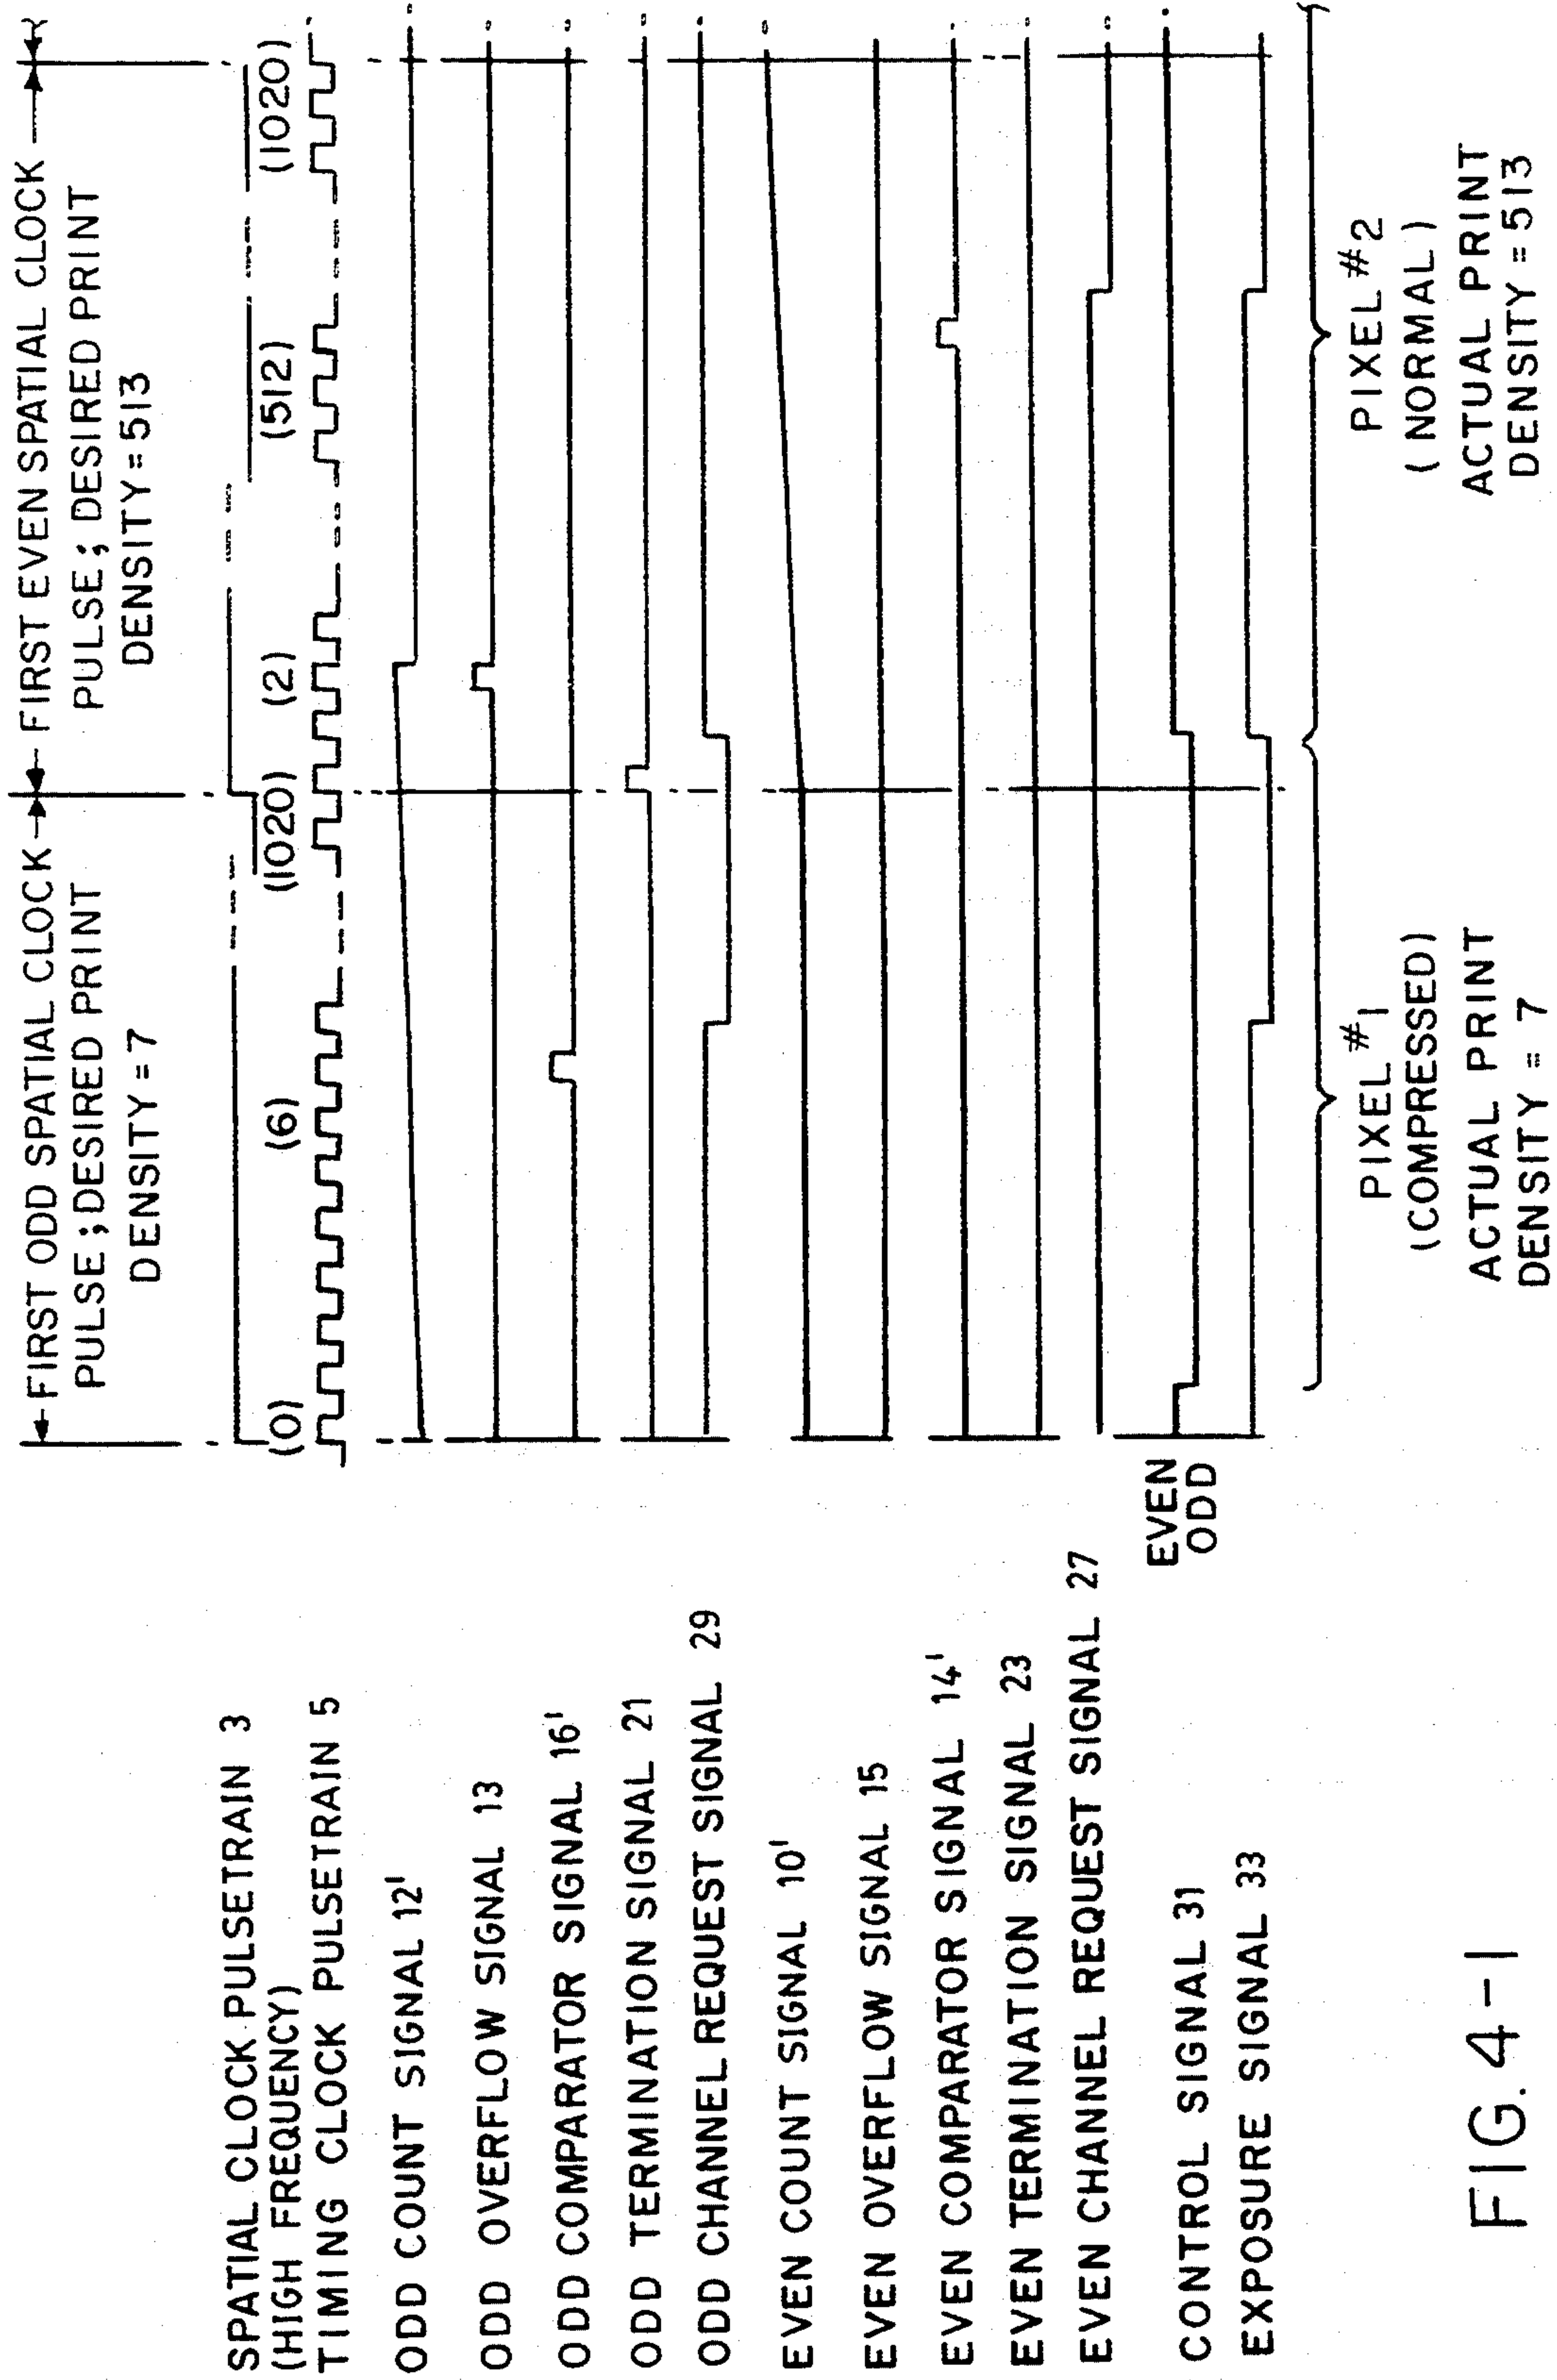 FIRST ODD SPATIAL CLOCK
PULSE; DESIRED PRINT
DENSITY = 7
FIRST EVEN SPATIAL CLOCK
PULSE; DESIRED PRINT
DENSITY = 513
SPATIAL CLOCK PULSETRAIN 3
(HIGH FREQUENCY)
TIMING CLOCK PULSETRAIN 5
(0)
(6)
(1020)
(2)
(512)
(1020)
ODD COUNT SIGNAL 12'
ODD OVERFLOW SIGNAL 13
ODD COMPARATOR SIGNAL 16'
ODD TERMINATION SIGNAL 21
ODD CHANNEL REQUEST SIGNAL 29
EVEN COUNT SIGNAL 10'
EVEN OVERFLOW SIGNAL 15
EVEN COMPARATOR SIGNAL 14'
EVEN TERMINATION SIGNAL 23
EVEN CHANNEL REQUEST SIGNAL 27
CONTROL SIGNAL 31
EVEN
ODD
EXPOSURE SIGNAL 33
PIXEL #1
(COMPRESSED)
ACTUAL PRINT
DENSITY = 7
PIXEL #2
(NORMAL)
ACTUAL PRINT
DENSITY = 513
FIG. 4-1